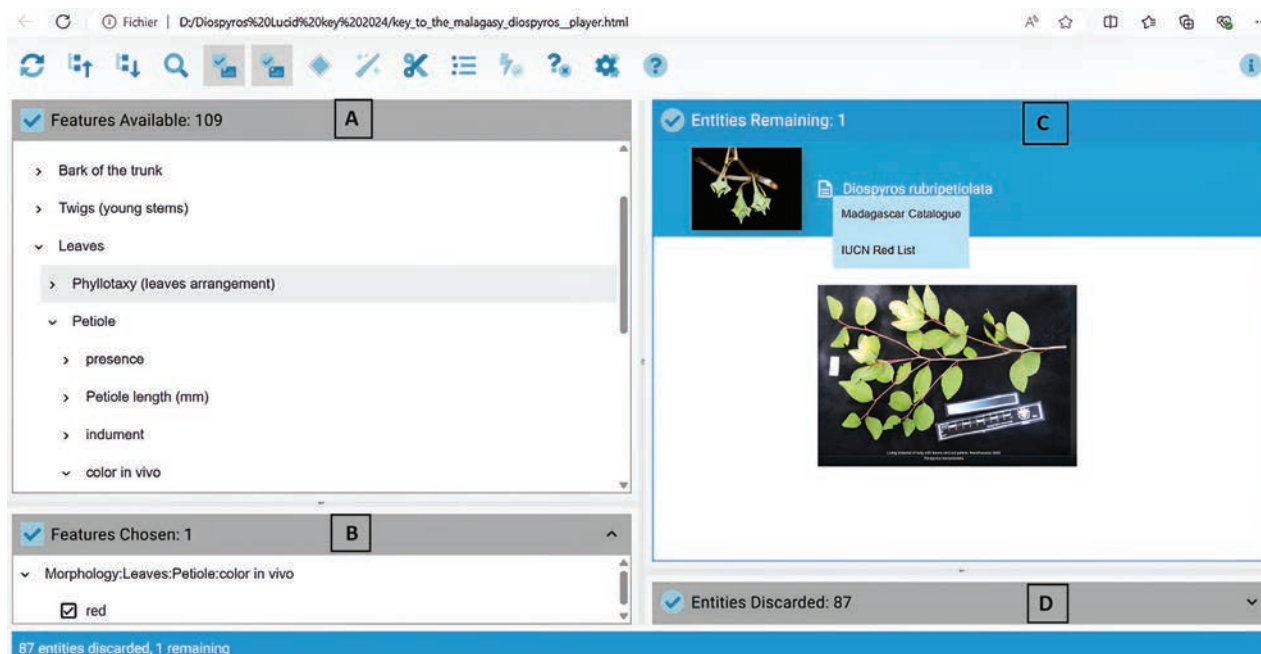 Fichier | D:/Diospyros%20Lucid%20key%202024/key_to_the_malagasy_diospyros__player.html
Features Available: 109
A
Bark of the trunk
Twigs (young stems)
Leaves
Phyllotaxy (leaves arrangement)
Petiole
presence
Petiole length (mm)
indument
color in vivo
Features Chosen: 1
B
Morphology:Leaves:Petiole:color in vivo
red
Entities Remaining: 1
C
Diospyros rubripetiolata
Madagascar Catalogue
IUCN Red List
Entities Discarded: 87
D
87 entities discarded, 1 remaining